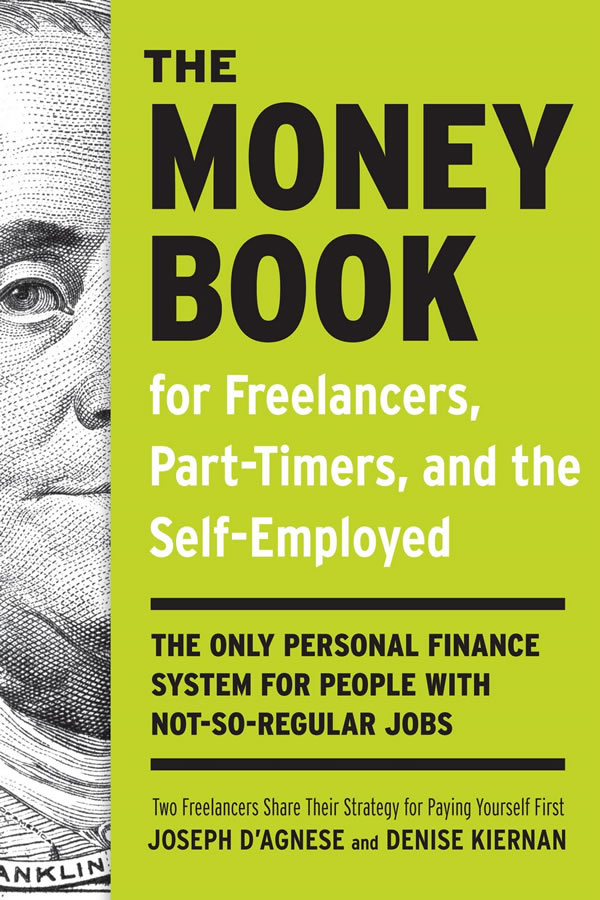 THE
MONEY
BOOK
for Freelancers,
Part-Timers, and the
Self-Employed
THE ONLY PERSONAL FINANCE
SYSTEM FOR PEOPLE WITH
NOT-SO-REGULAR JOBS
Two Freelancers Share Their Strategy for Paying Yourself First
JOSEPH D'AGNESE and DENISE KIERNAN
ANKLIN